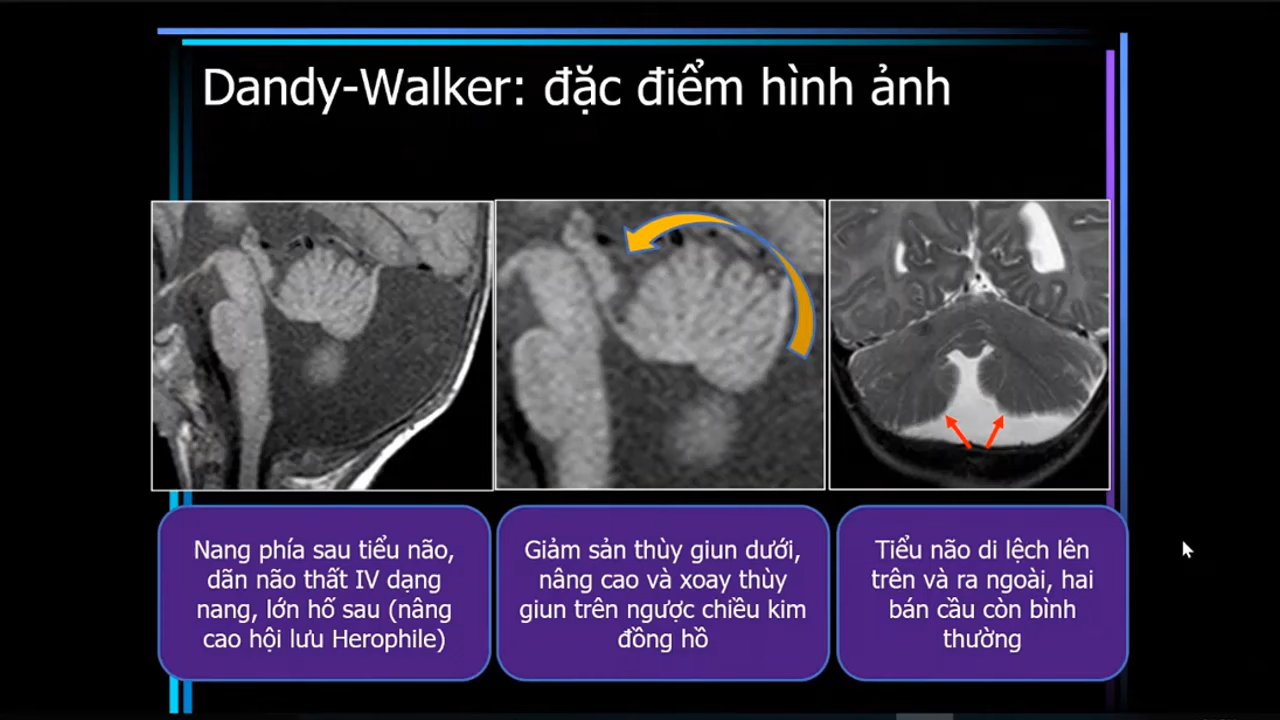 Dandy-Walker: đặc điểm hình ảnh
Nang phía sau tiểu não,
dãn não thất IV dạng
nang, lớn hố sau (nâng
cao hội lưu Herophile)
Giảm sản thùy giun dưới,
nâng cao và xoay thùy
giun trên ngược chiều kim
đồng hồ
Tiểu não di lệch lên
trên và ra ngoài, hai
bán cầu còn bình
thường